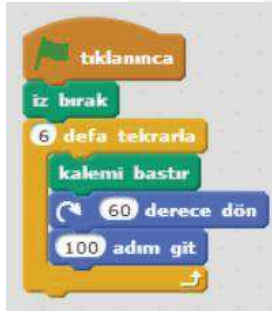 tıklanınca
iz bırak
6 defa tekrarla
kalemi bastır
60 derece dön
100 adım git